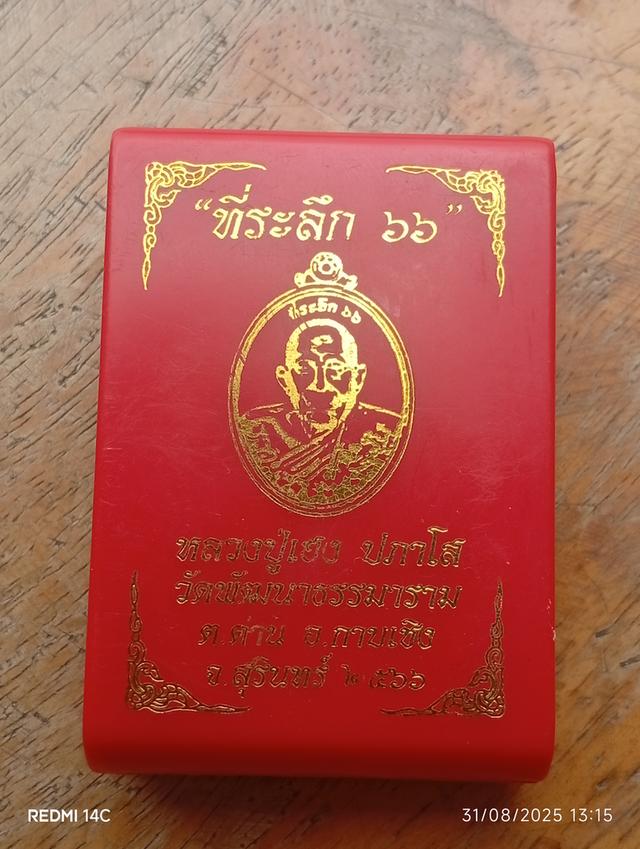 “ที่ระลึก ๖๖”
ที่ระลึก ๖๖
หลวงปู่เฮง ปภาโส
วัดพัฒนาธรรมาราม
ต.ด่าน อ.กาบเชิง
จ.สุรินทร์ ๒๕๖๖
REDMI 14C
31/08/2025 13:15